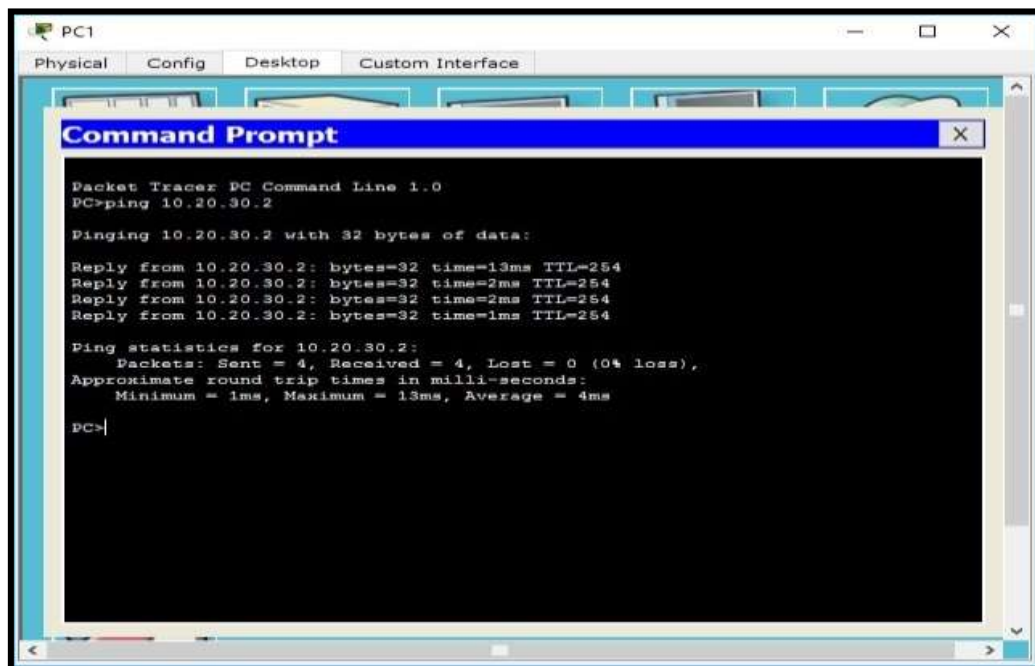 PC1
Physical Config Desktop Custom Interface
Command Prompt
X
Packet Tracer PC Command Line 1.0
PC>ping 10.20.30.2
Pinging 10.20.30.2 with 32 bytes of data:
Reply from 10.20.30.2: bytes=32 time=13ms TTL=254
Reply from 10.20.30.2: bytes=32 time=2ms TTL=254
Reply from 10.20.30.2: bytes=32 time=2ms TTL=254
Reply from 10.20.30.2: bytes=32 time=1ms TTL=254
Ping statistics for 10.20.30.2:
Packets: Sent = 4, Received = 4, Lost = 0 (0% loss),
Approximate round trip times in milli-seconds:
Minimum = 1ms, Maximum = 13ms, Average = 4ms
PC>